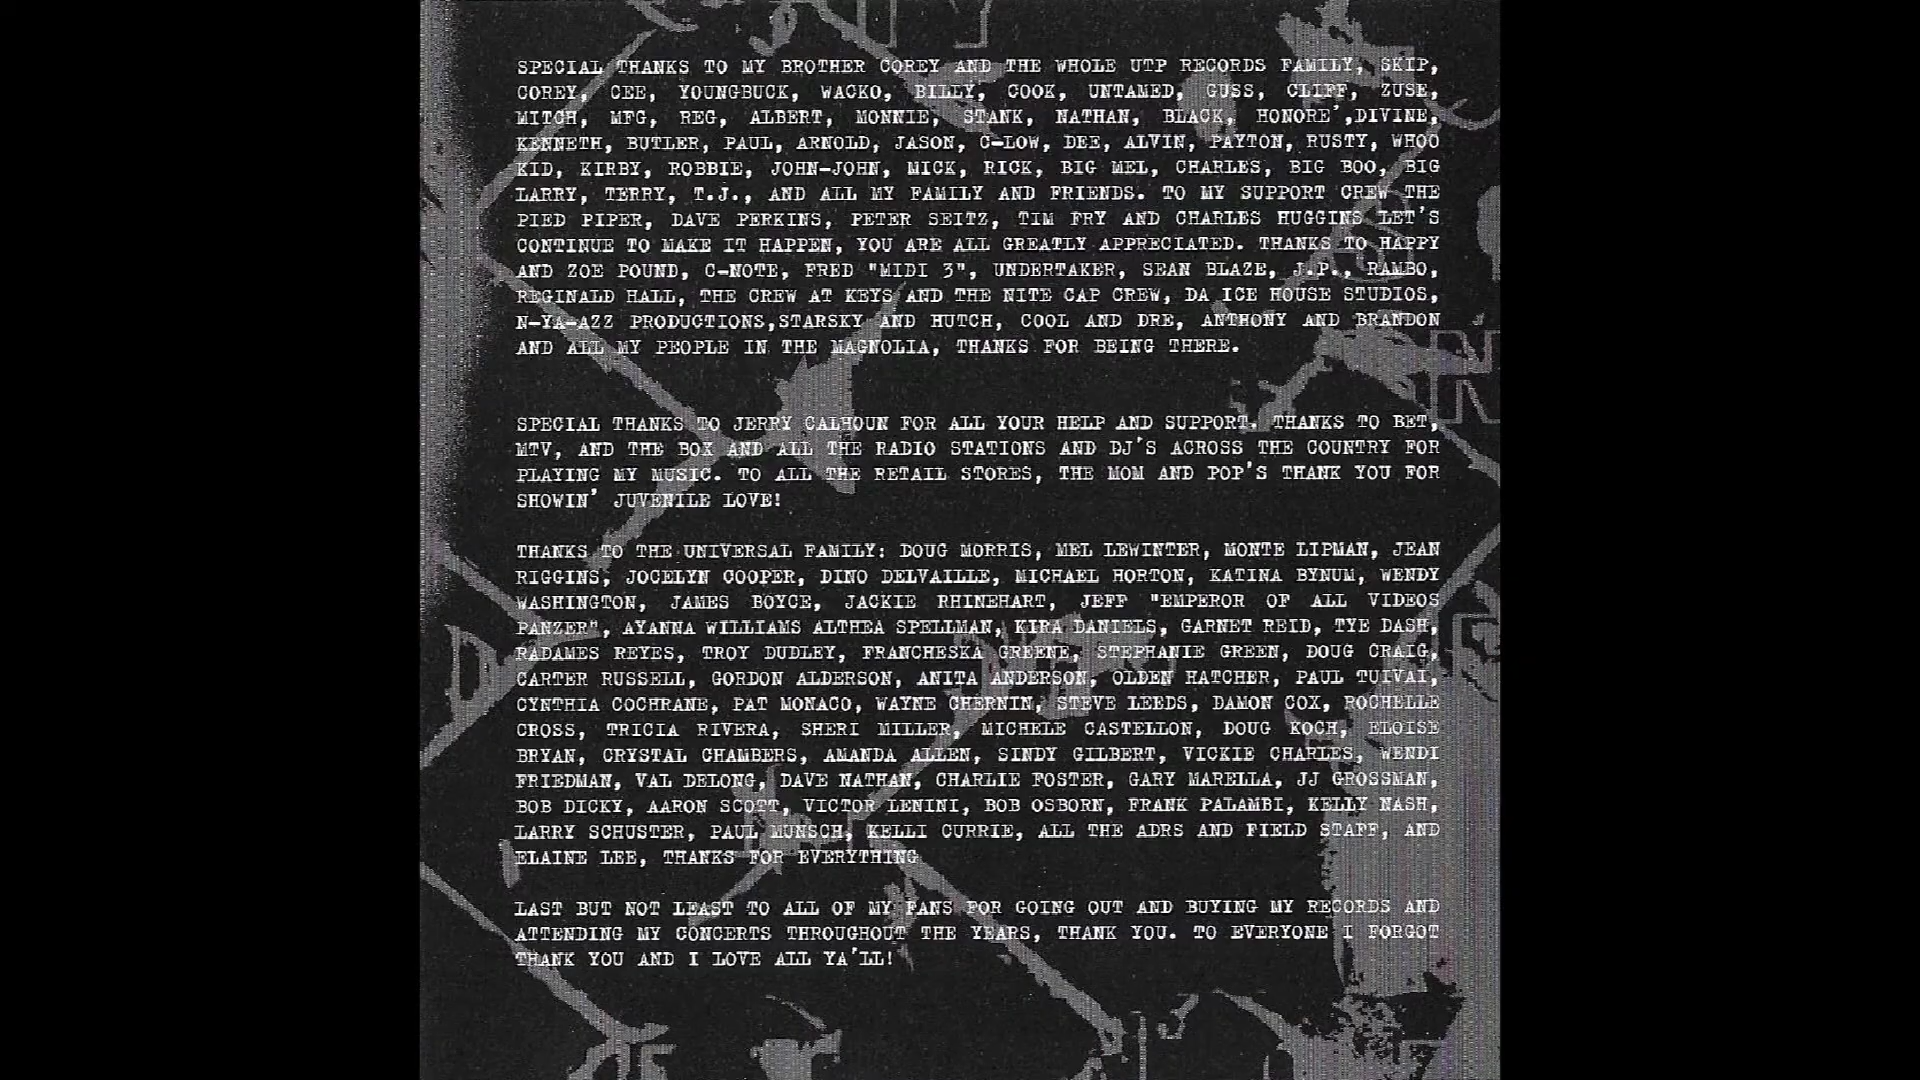 SPECIAL THANKS TO MY BROTHER COREY AND THE WHOLE UTP RECORDS FAMILY, SKIP,
COREY, CEE, YOUNGBUCK, WACKO, BILLY, COOK, UNTAMED, GUSS, CLIFF, ZUSE,
MITCH, MFG, REG, ALBERT, MONNIE, STANK, NATHAN, BLACK, HONORE',DIVINE,
KENNETH, BUTLER, PAUL, ARNOLD, JASON, C-LOW, DEE, ALVIN, PAYTON, RUSTY, WHOO
KID, KIRBY, ROBBIE, JOHN-JOHN, MICK, RICK, BIG MEL, CHARLES, BIG BOO, BIG
LARRY, TERRY, T.J., AND ALL MY FAMILY AND FRIENDS. TO MY SUPPORT CREW THE
PIED PIPER, DAVE PERKINS, PETER SEITZ, TIM FRY AND CHARLES HUGGINS LET'S
CONTINUE TO MAKE IT HAPPEN, YOU ARE ALL GREATLY APPRECIATED. THANKS TO HAPPY
AND ZOE POUND, C-NOTE, FRED "MIDI 3", UNDERTAKER, SEAN BLAZE, J.P., RAMBO,
REGINALD HALL, THE CREW AT KEYS AND THE NITE CAP CREW, DA ICE HOUSE STUDIOS,
N-YA-AZZ PRODUCTIONS,STARSKY AND HUTCH, COOL AND DRE, ANTHONY AND BRANDON
AND ALL MY PEOPLE IN THE MAGNOLIA, THANKS FOR BEING THERE.
SPECIAL THANKS TO JERRY CALHOUN FOR ALL YOUR HELP AND SUPPORT. THANKS TO BET,
MTV, AND THE BOX AND ALL THE RADIO STATIONS AND DJ'S ACROSS THE COUNTRY FOR
PLAYING MY MUSIC. TO ALL THE RETAIL STORES, THE MOM AND POP'S THANK YOU FOR
SHOWIN' JUVENILE LOVE!
THANKS TO THE UNIVERSAL FAMILY: DOUG MORRIS, MEL LEWINTER, MONTE LIPMAN, JEAN
RIGGINS, JOCELYN COOPER, DINO DELVAILLE, MICHAEL HORTON, KATINA BYNUM, WENDY
WASHINGTON, JAMES BOYCE, JACKIE RHINEHART, JEFF "EMPEROR OF ALL VIDEOS
PANZER", AYANNA WILLIAMS ALTHEA SPELLMAN, KIRA DANIELS, GARNET REID, TYE DASH,
RADAMES REYES, TROY DUDLEY, FRANCHESKA GREENE, STEPHANIE GREEN, DOUG CRAIG,
CARTER RUSSELL, GORDON ALDERSON, ANITA ANDERSON, OLDEN HATCHER, PAUL TUIVAI,
CYNTHIA COCHRANE, PAT MONACO, WAYNE CHERNIN, STEVE LEEDS, DAMON COX, ROCHELLE
CROSS, TRICIA RIVERA, SHERI MILLER, MICHELE CASTELLON, DOUG KOCH, ELOISE
BRYAN, CRYSTAL CHAMBERS, AMANDA ALLEN, SINDY GILBERT, VICKIE CHARLES, WENDI
FRIEDMAN, VAL DELONG, DAVE NATHAN, CHARLIE FOSTER, GARY MARELLA, JJ GROSSMAN,
BOB DICKY, AARON SCOTT, VICTOR LENINI, BOB OSBORN, FRANK PALAMBI, KELLY NASH,
LARRY SCHUSTER, PAUL MUNSCH, KELLI CURRIE, ALL THE ADRS AND FIELD STAFF, AND
ELAINE LEE, THANKS FOR EVERYTHING
LAST BUT NOT LEAST TO ALL OF MY FANS FOR GOING OUT AND BUYING MY RECORDS AND
ATTENDING MY CONCERTS THROUGHOUT THE YEARS, THANK YOU. TO EVERYONE I FORGOT
THANK YOU AND I LOVE ALL YA'LL!